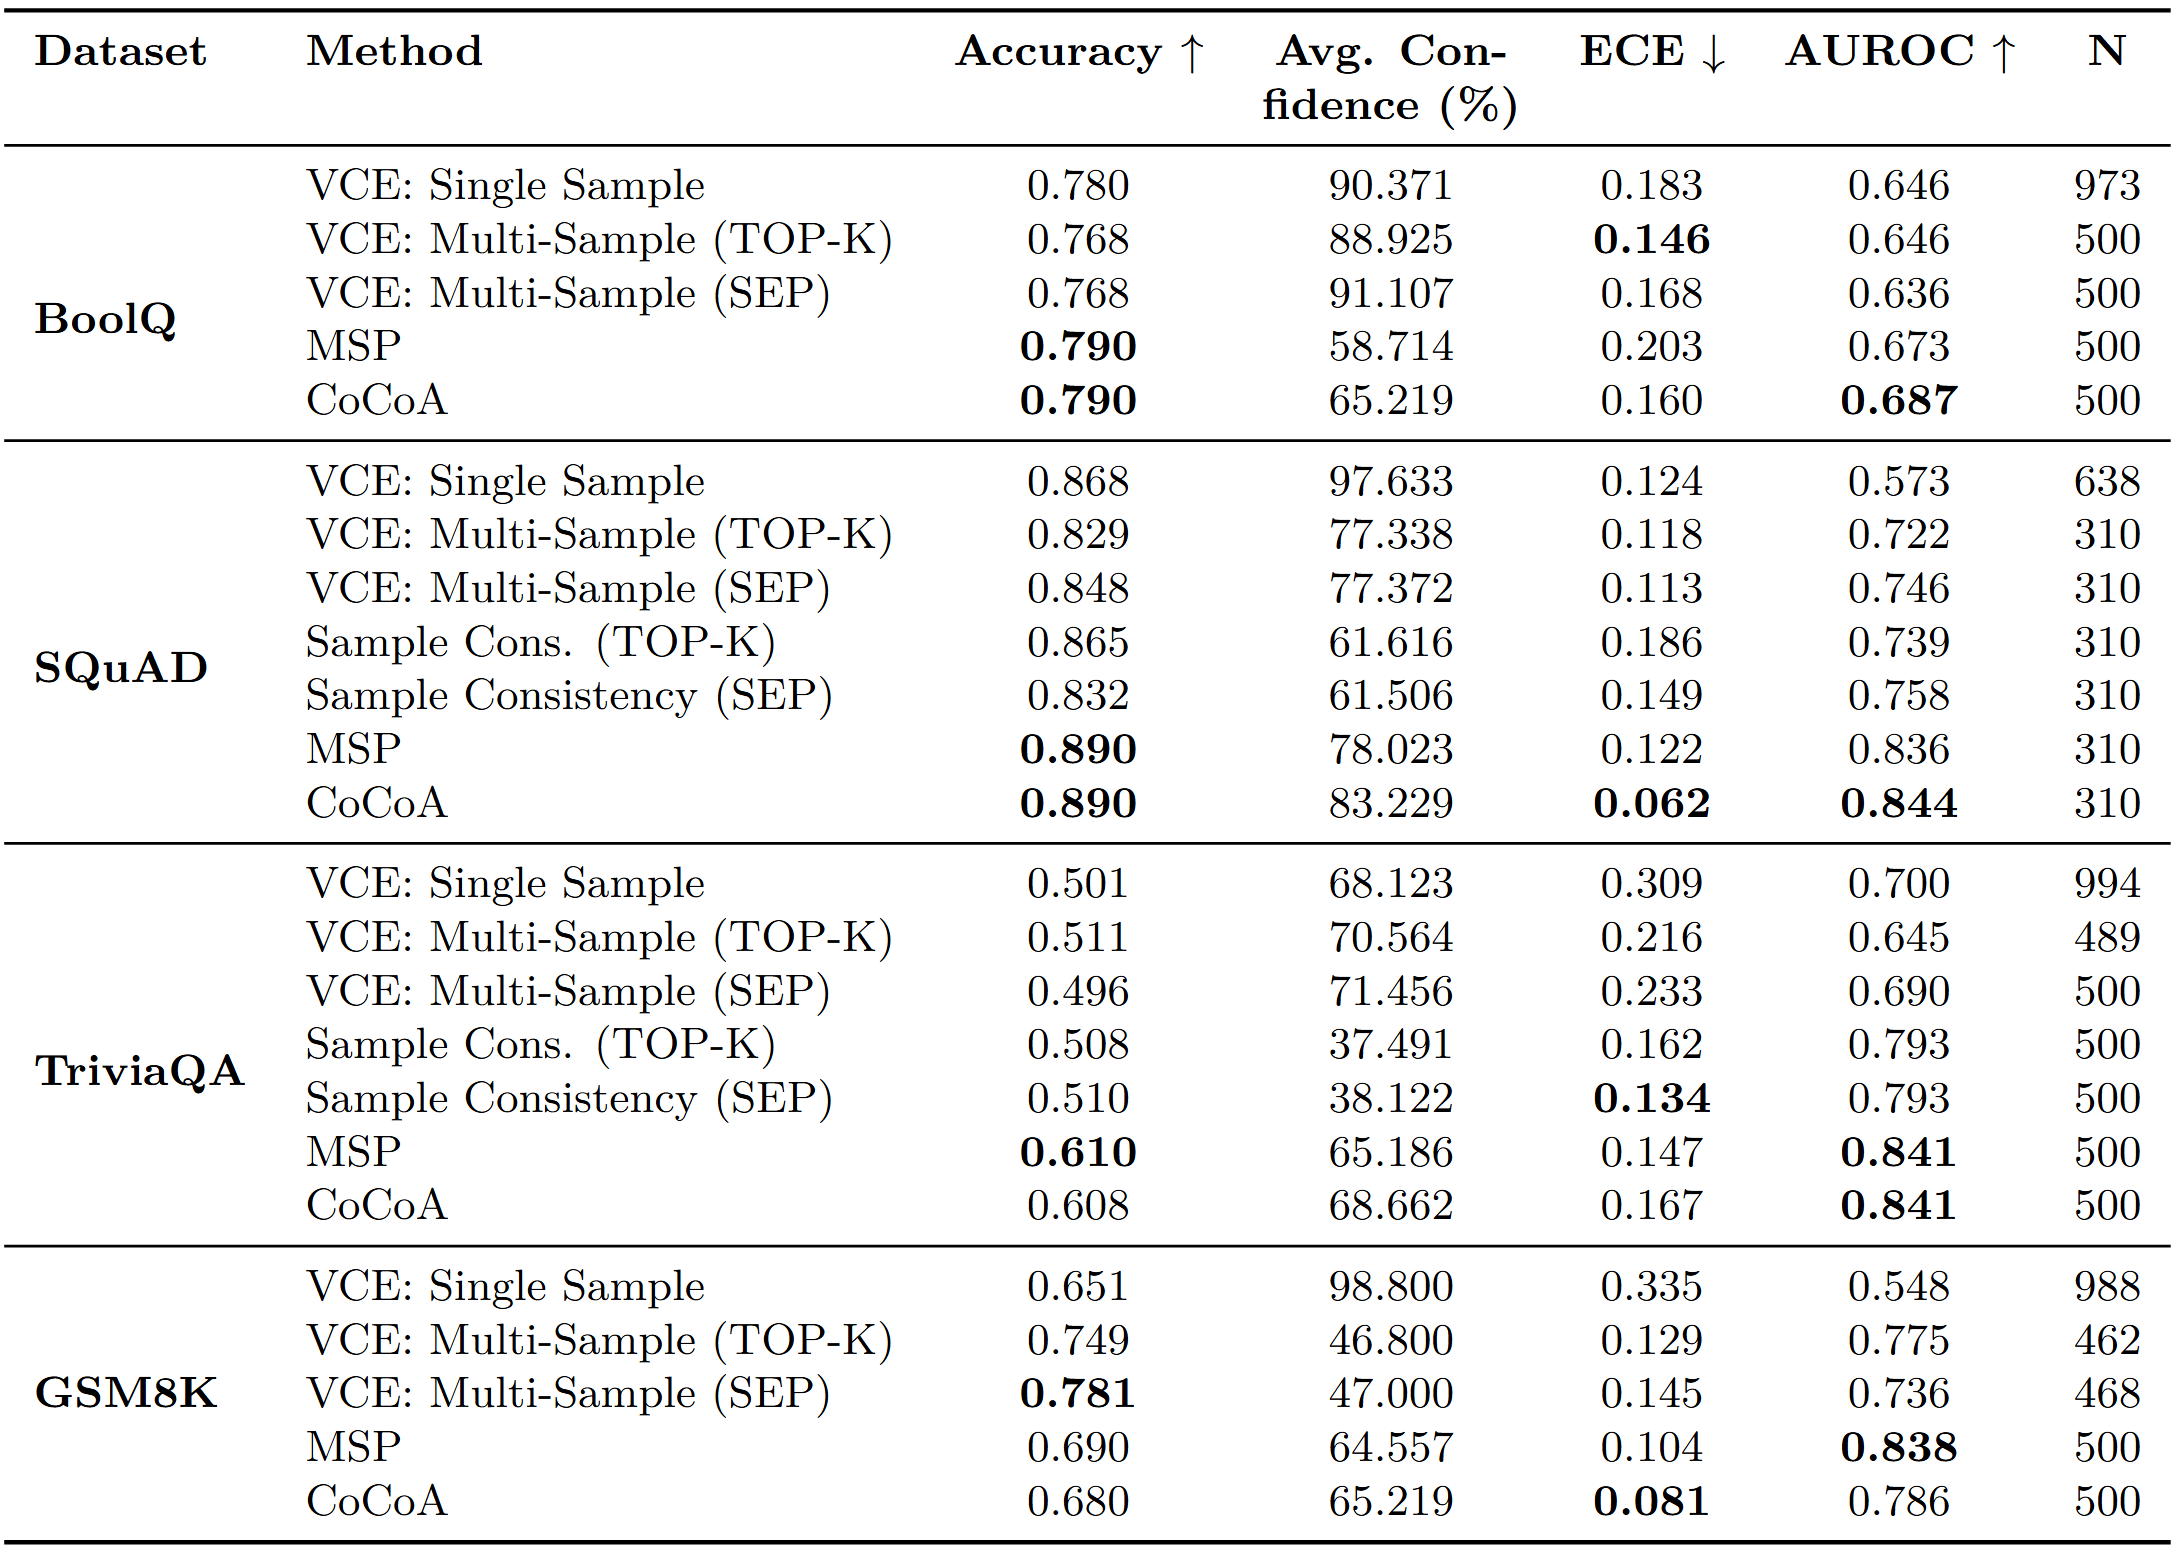 Dataset Method Accuracy ↑ Avg. Con- ECE ↓ AUROC ↑ N
fidence (%)
VCE: Single Sample 0.780 90.371 0.183 0.646 973
VCE: Multi-Sample (TOP-K) 0.768 88.925 0.146 0.646 500
VCE: Multi-Sample (SEP) 0.768 91.107 0.168 0.636 500
BoolQ
MSP 0.790 58.714 0.203 0.673 500
CoCoA 0.790 65.219 0.160 0.687 500
VCE: Single Sample 0.868 97.633 0.124 0.573 638
VCE: Multi-Sample (TOP-K) 0.829 77.338 0.118 0.722 310
VCE: Multi-Sample (SEP) 0.848 77.372 0.113 0.746 310
Sample Cons. (TOP-K) 0.865 61.616 0.186 0.739 310
SQuAD
Sample Consistency (SEP) 0.832 61.506 0.149 0.758 310
MSP 0.890 78.023 0.122 0.836 310
CoCoA 0.890 83.229 0.062 0.844 310
VCE: Single Sample 0.501 68.123 0.309 0.700 994
VCE: Multi-Sample (TOP-K) 0.511 70.564 0.216 0.645 489
VCE: Multi-Sample (SEP) 0.496 71.456 0.233 0.690 500
Sample Cons. (TOP-K) 0.508 37.491 0.162 0.793 500
TriviaQA
Sample Consistency (SEP) 0.510 38.122 0.134 0.793 500
MSP 0.610 65.186 0.147 0.841 500
CoCoA 0.608 68.662 0.167 0.841 500
VCE: Single Sample 0.651 98.800 0.335 0.548 988
VCE: Multi-Sample (TOP-K) 0.749 46.800 0.129 0.775 462
GSM8K VCE: Multi-Sample (SEP) 0.781 47.000 0.145 0.736 468
MSP 0.690 64.557 0.104 0.838 500
CoCoA 0.680 65.219 0.081 0.786 500